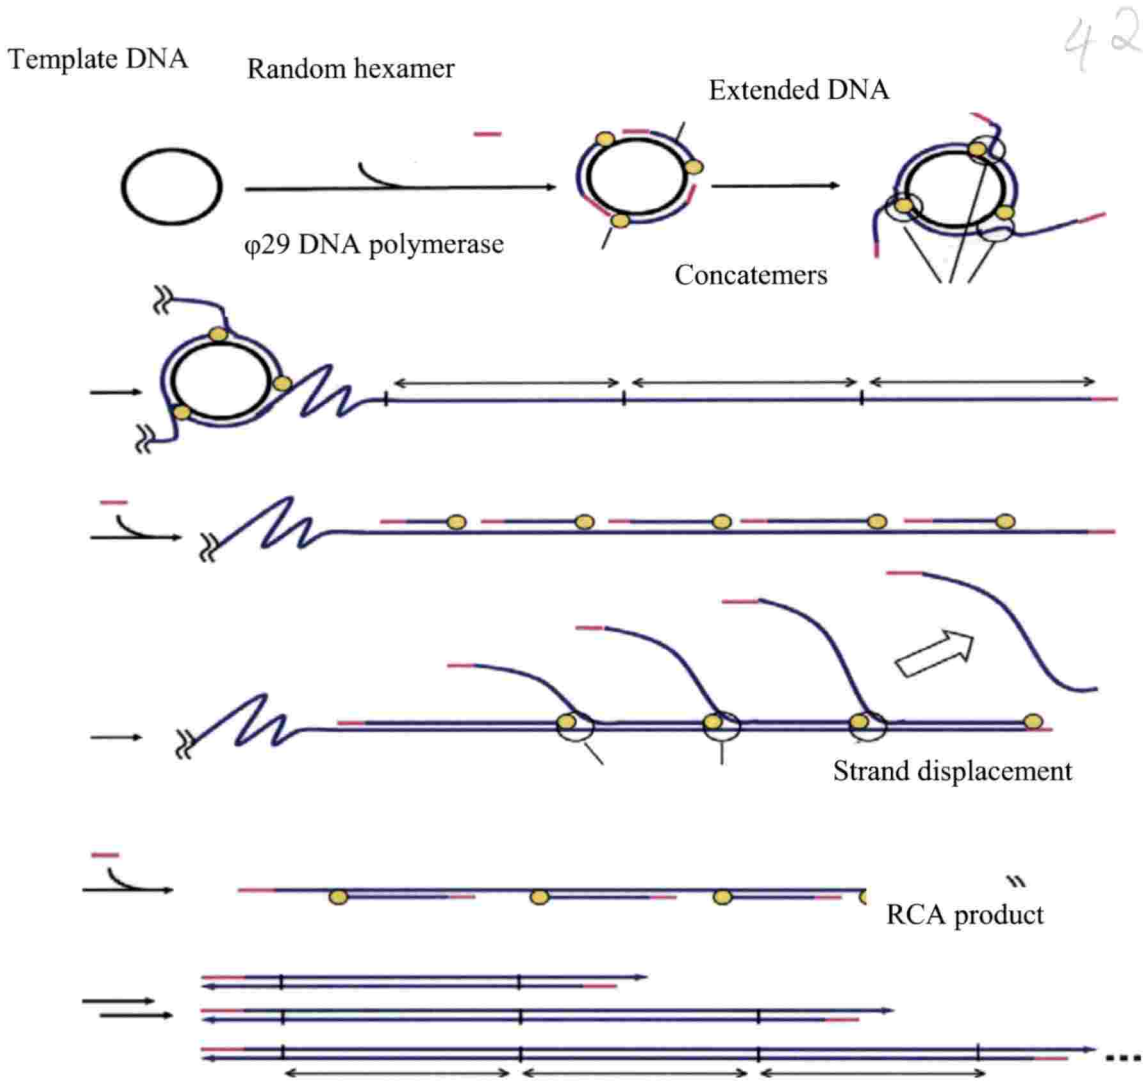 42
Template DNA
Random hexamer
Extended DNA
φ29 DNA polymerase
Concatemers
Strand displacement
RCA product